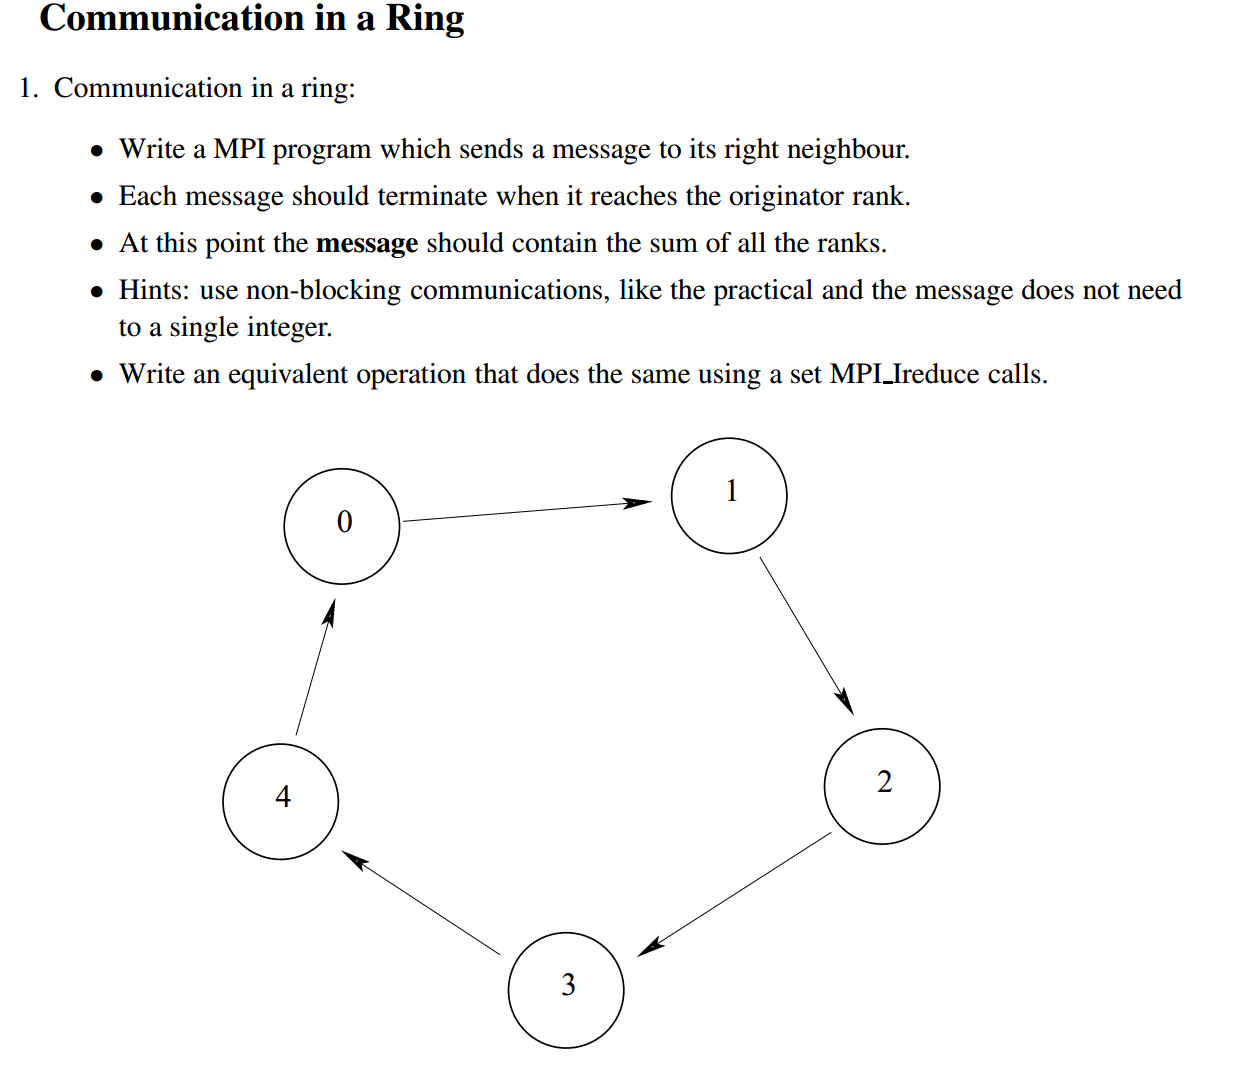 Communication in a Ring
1. Communication in a ring:
• Write a MPI program which sends a message to its right neighbour.
• Each message should terminate when it reaches the originator rank.
• At this point the message should contain the sum of all the ranks.
• Hints: use non-blocking communications, like the practical and the message does not need
to a single integer.
• Write an equivalent operation that does the same using a set MPI_Ireduce calls.
1
0
2
4
3